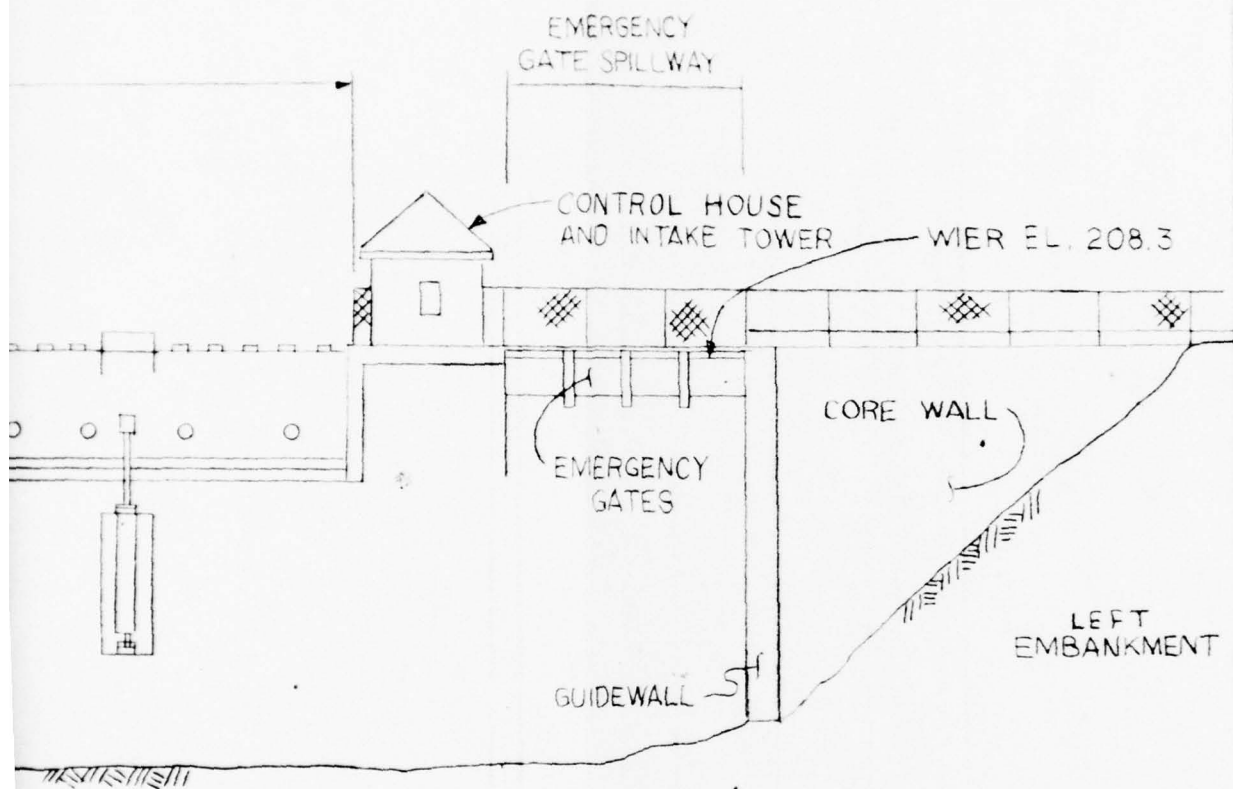 EMERGENCY
GATE SPILLWAY
CONTROL HOUSE
AND INTAKE TOWER
WIER EL. 208.3
CORE WALL
EMERGENCY
GATES
LEFT
EMBANKMENT
GUIDEWALL